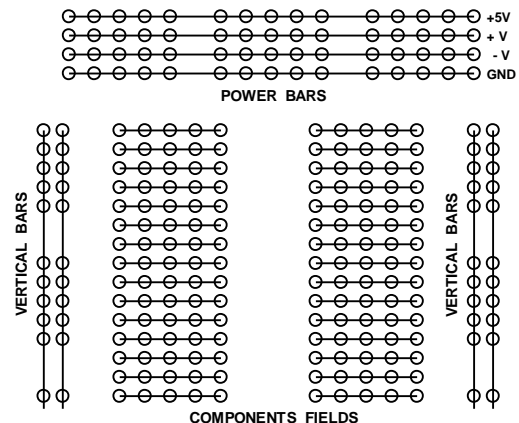 +5V
+ V
- V
GND
POWER BARS
VERTICAL BARS
VERTICAL BARS
COMPONENTS FIELDS